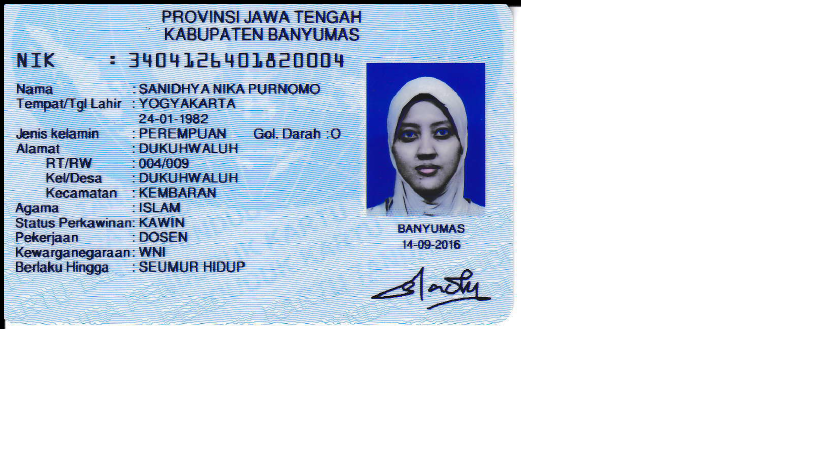 PROVINSI JAWA TENGAH
KABUPATEN BANYUMAS
NIK : 3404126401820004
Nama : SANIDHYA NIKA PURNOMO
Tempat/Tgl Lahir : YOGYAKARTA
24-01-1982
Jenis kelamin : PEREMPUAN Gol. Darah : O
Alamat : DUKUHWALUH
RT/RW : 004/009
Kel/Desa : DUKUHWALUH
Kecamatan : KEMBARAN
Agama : ISLAM
Status Perkawinan: KAWIN
Pekerjaan : DOSEN
Kewarganegaraan: WNI
Berlaku Hingga : SEUMUR HIDUP
BANYUMAS
14-09-2016